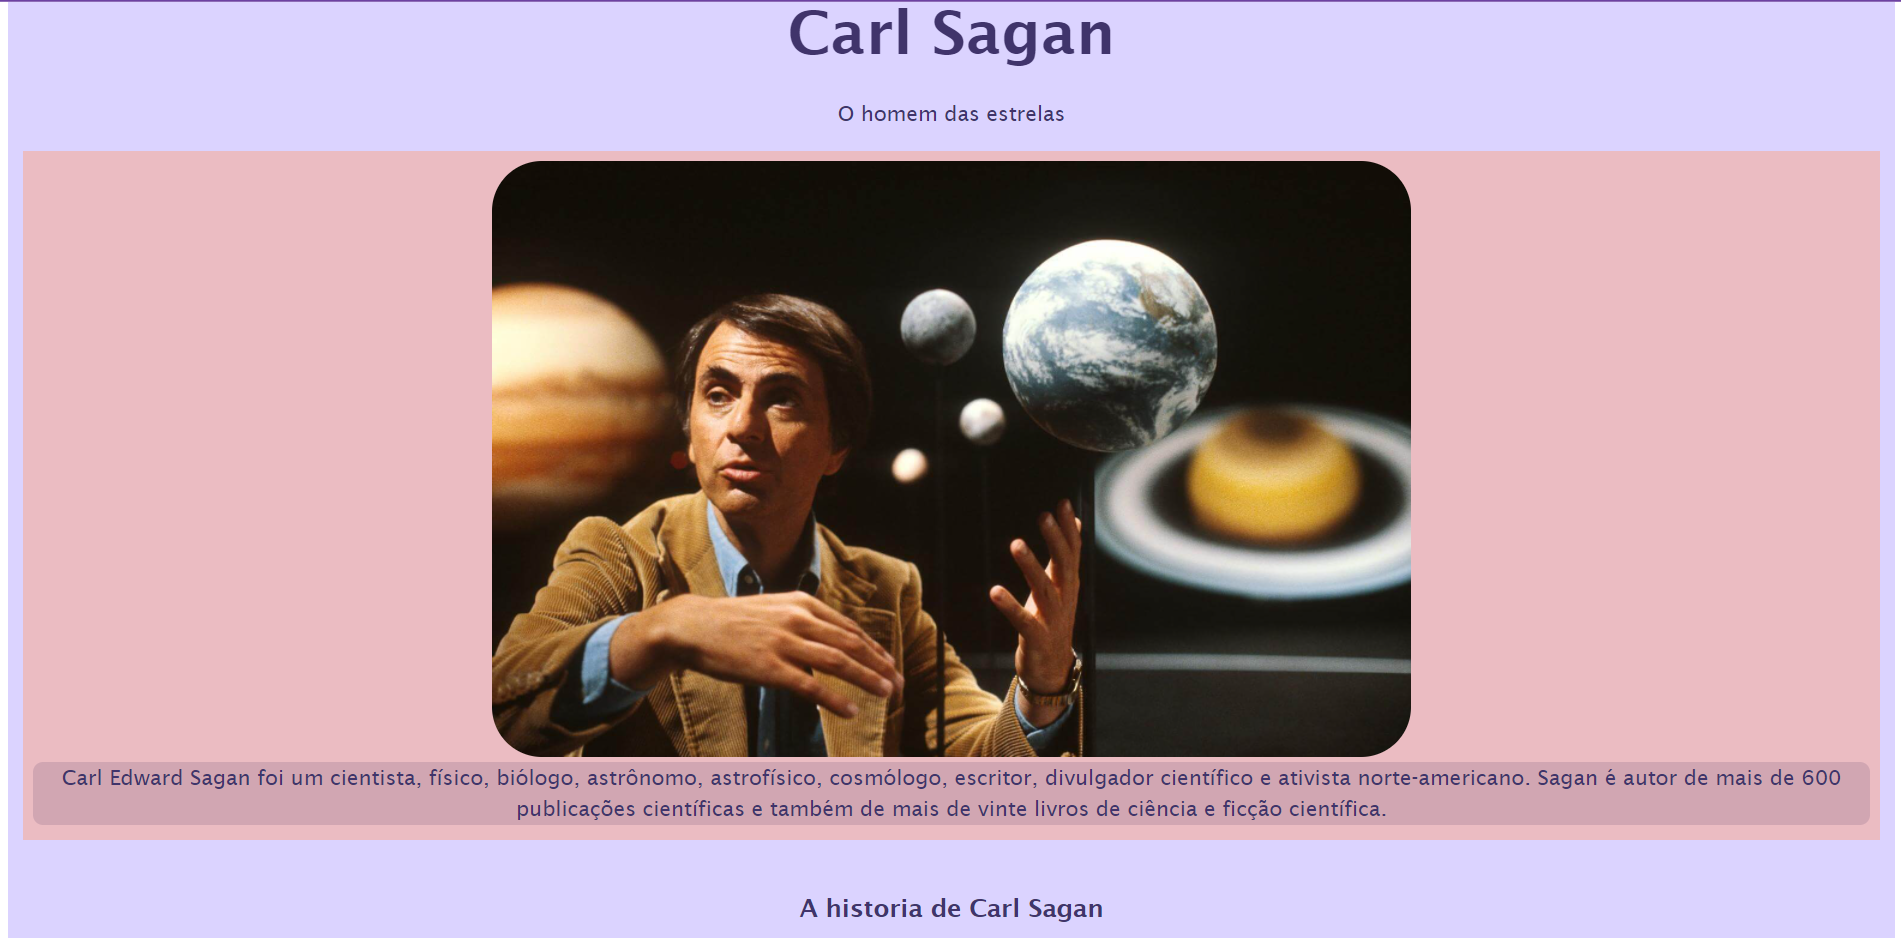 Carl Sagan
O homem das estrelas
Carl Edward Sagan foi um cientista, físico, biólogo, astrônomo, astrofísico, cosmólogo, escritor, divulgador científico e ativista norte-americano. Sagan é autor de mais de 600
publicações científicas e também de mais de vinte livros de ciência e ficção científica.
A historia de Carl Sagan